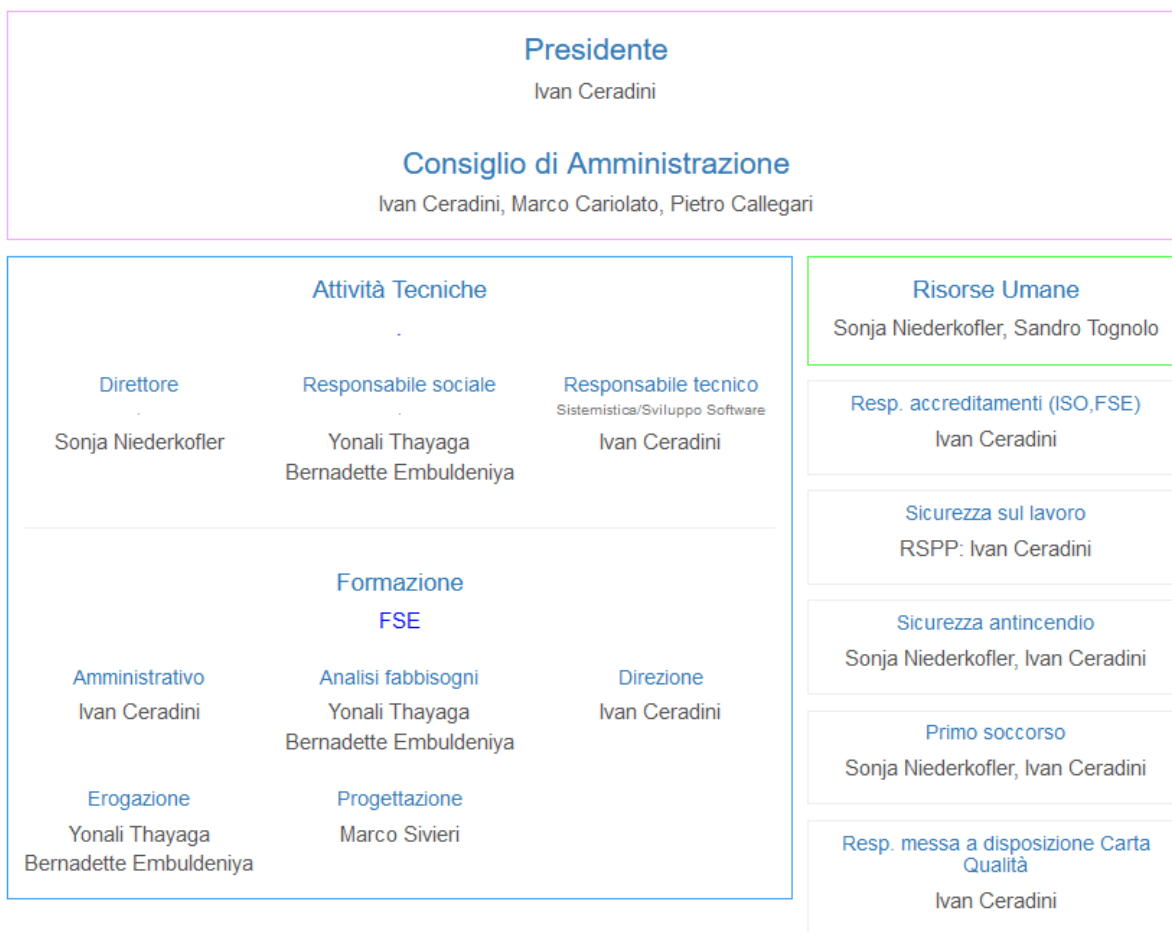 Presidente
Ivan Ceradini
Consiglio di Amministrazione
Ivan Ceradini, Marco Cariolato, Pietro Callegari
Attività Tecniche
.
Direttore
.
Sonja Niederkofler
Responsabile sociale
.
Yonali Thayaga
Bernadette Embuldeniya
Responsabile tecnico
Sistemistica/Sviluppo Software
Ivan Ceradini
Formazione
FSE
Amministrativo
Ivan Ceradini
Analisi fabbisogni
Yonali Thayaga
Bernadette Embuldeniya
Direzione
Ivan Ceradini
Erogazione
Yonali Thayaga
Bernadette Embuldeniya
Progettazione
Marco Sivieri
Risorse Umane
Sonja Niederkofler, Sandro Tognolo
Resp. accreditamenti (ISO,FSE)
Ivan Ceradini
Sicurezza sul lavoro
RSPP: Ivan Ceradini
Sicurezza antincendio
Sonja Niederkofler, Ivan Ceradini
Primo soccorso
Sonja Niederkofler, Ivan Ceradini
Resp. messa a disposizione Carta
Qualità
Ivan Ceradini